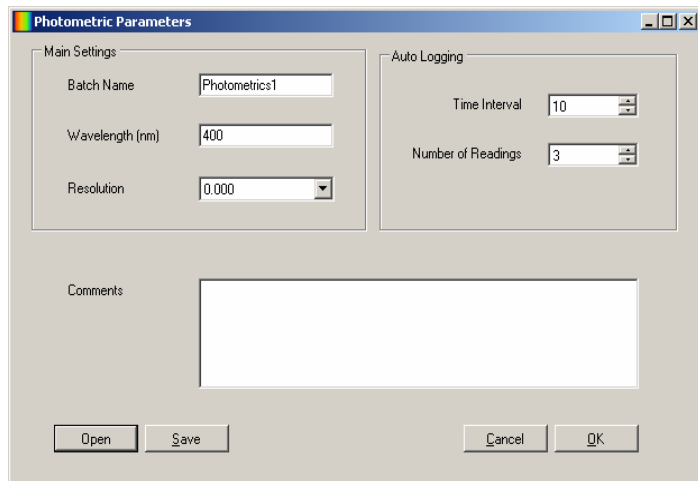 Photometric Parameters
Main Settings
Batch Name
Photometrics1
Wavelength (nm)
400
Resolution
0.000
Auto Logging
Time Interval
10
Number of Readings
3
Comments
Open
Save
Cancel
OK